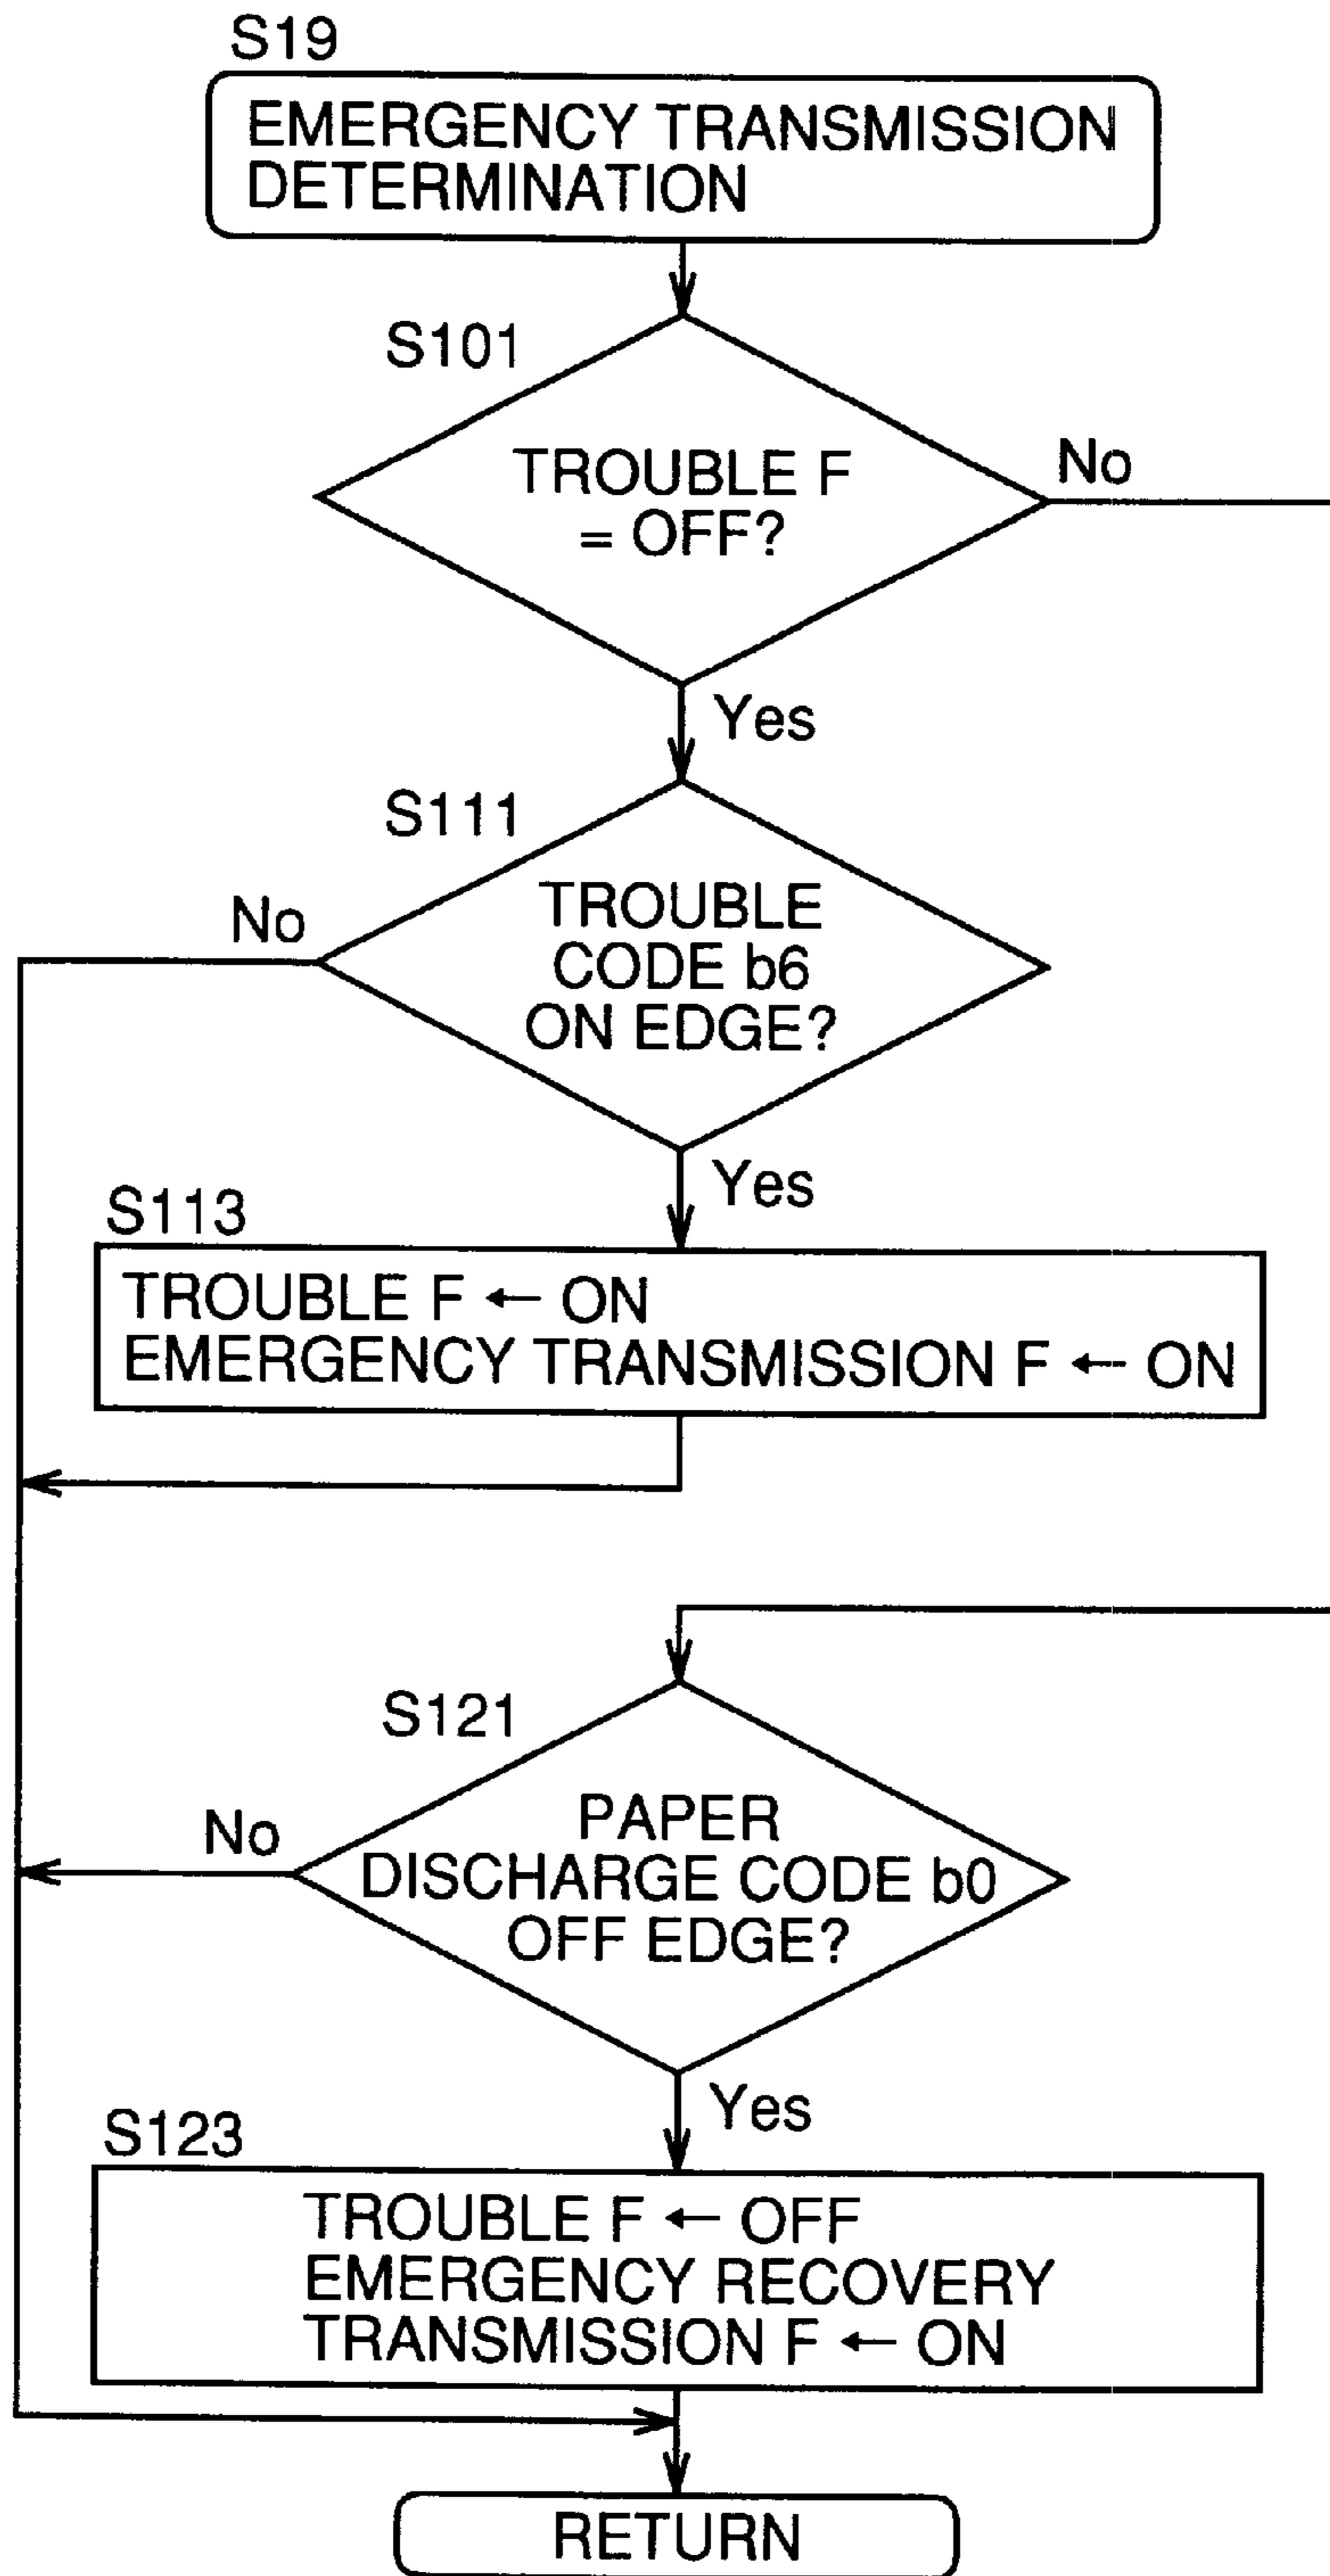 S19
EMERGENCY TRANSMISSION
DETERMINATION
S101
TROUBLE F
= OFF?
No
Yes
S111
TROUBLE
CODE b6
ON EDGE?
No
Yes
S113
TROUBLE F ← ON
EMERGENCY TRANSMISSION F ← ON
S121
PAPER
DISCHARGE CODE b0
OFF EDGE?
No
Yes
S123
TROUBLE F ← OFF
EMERGENCY RECOVERY
TRANSMISSION F ← ON
RETURN